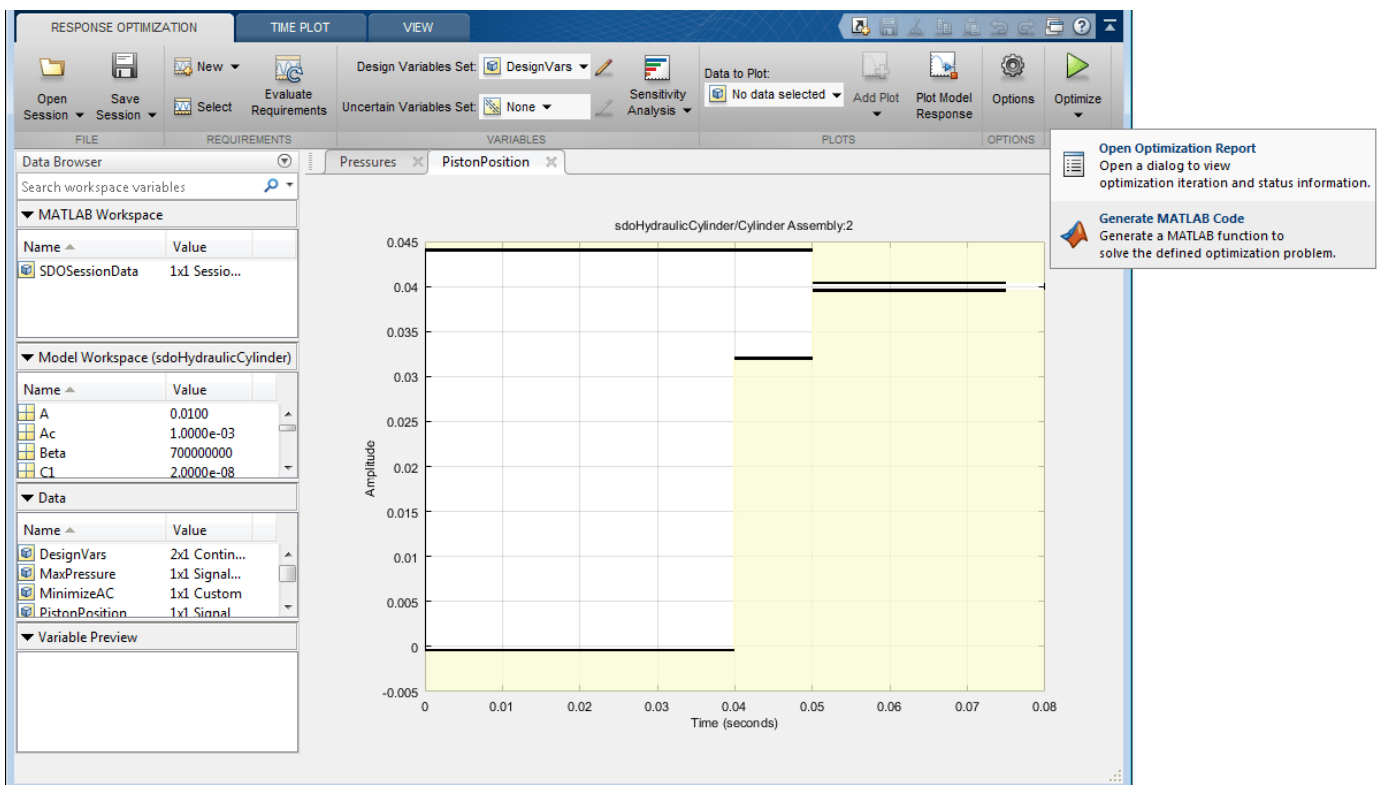 RESPONSE OPTIMIZATION
TIME PLOT
VIEW
Open
Session
Save
Session
New
Select
Evaluate
Requirements
Design Variables Set:
DesignVars
Uncertain Variables Set:
None
Sensitivity
Analysis
Data to Plot:
No data selected
Add Plot
Plot Model
Response
Options
Optimize
FILE
REQUIREMENTS
VARIABLES
PLOTS
OPTIONS
Open Optimization Report
Open a dialog to view
optimization iteration and status information.
Generate MATLAB Code
Generate a MATLAB function to
solve the defined optimization problem.
Data Browser
Search workspace variables
MATLAB Workspace
Name Value
SDOSessionData 1x1 Sessio...
Model Workspace (sdoHydraulicCylinder)
Name Value
A 0.0100
Ac 1.0000e-03
Beta 700000000
C1 2.0000e-08
Data
Name Value
DesignVars 2x1 Contin...
MaxPressure 1x1 Signal...
MinimizeAC 1x1 Custom
PistonPosition 1x1 Signal
Variable Preview
Pressures
PistonPosition
sdoHydraulicCylinder/Cylinder Assembly:2
0.045
0.04
0.035
0.03
0.025
0.02
0.015
0.01
0.005
0
-0.005
Amplitude
0 0.01 0.02 0.03 0.04 0.05 0.06 0.07 0.08
Time (seconds)